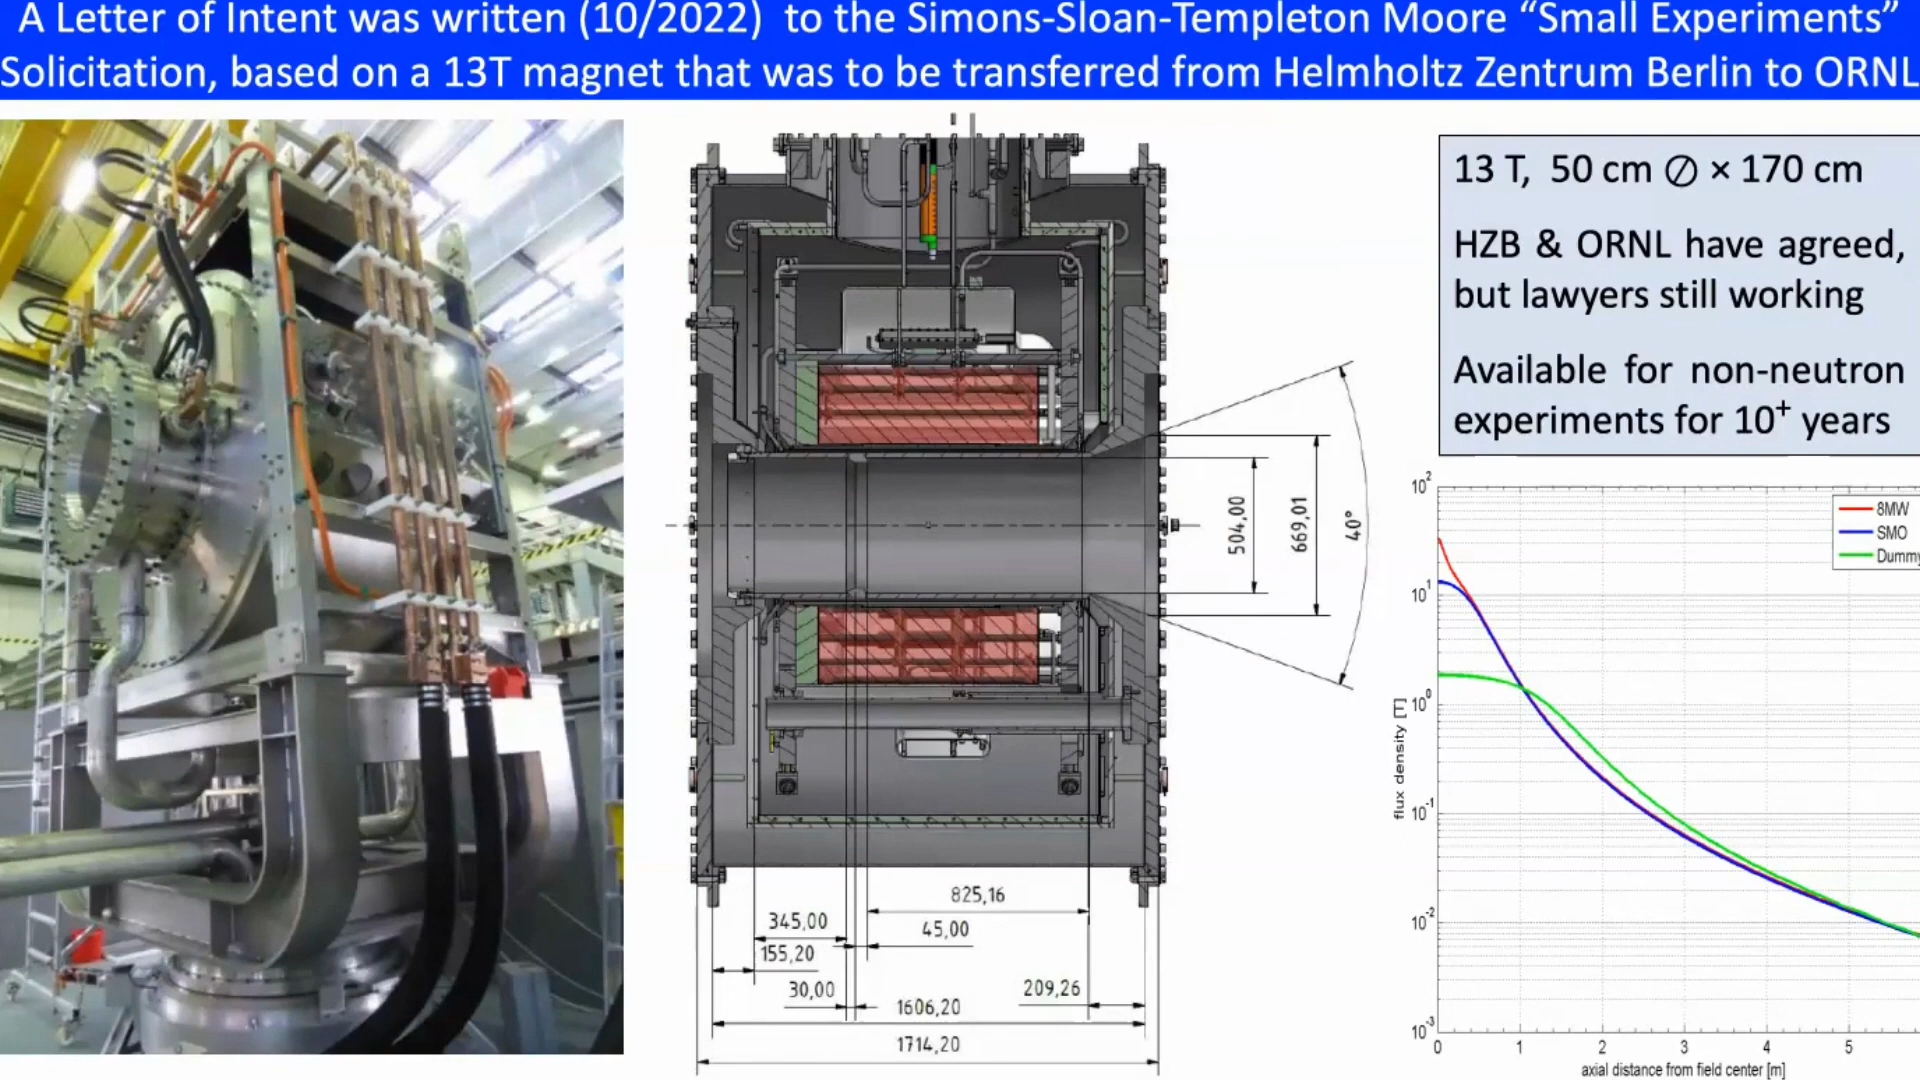 A Letter of Intent was written (10/2022) to the Simons-Sloan-Templeton Moore “Small Experiments”
Solicitation, based on a 13T magnet that was to be transferred from Helmholtz Zentrum Berlin to ORNL
13 T, 50 cm ∅ × 170 cm
HZB & ORNL have agreed,
but lawyers still working
Available for non-neutron
experiments for 10⁺ years
504,00
669,01
40°
825,16
345,00
45,00
155,20
30,00
1606,20
209,26
1714,20
8MW
SMO
Dummy
flux density [T]
10²
10¹
10⁰
10⁻¹
10⁻²
10⁻³
0 1 2 3 4 5
axial distance from field center [m]